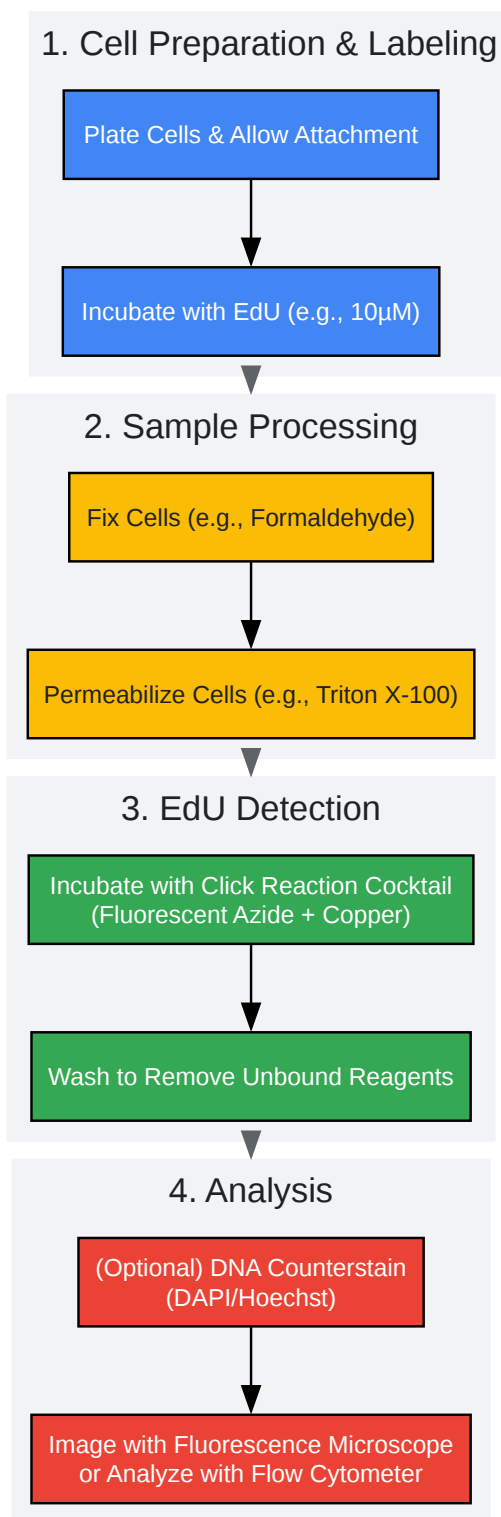 1. Cell Preparation & Labeling
Plate Cells & Allow Attachment
Incubate with EdU (e.g., 10µM)
2. Sample Processing
Fix Cells (e.g., Formaldehyde)
Permeabilize Cells (e.g., Triton X-100)
3. EdU Detection
Incubate with Click Reaction Cocktail
(Fluorescent Azide + Copper)
Wash to Remove Unbound Reagents
4. Analysis
(Optional) DNA Counterstain
(DAPI/Hoechst)
Image with Fluorescence Microscope
or Analyze with Flow Cytometer